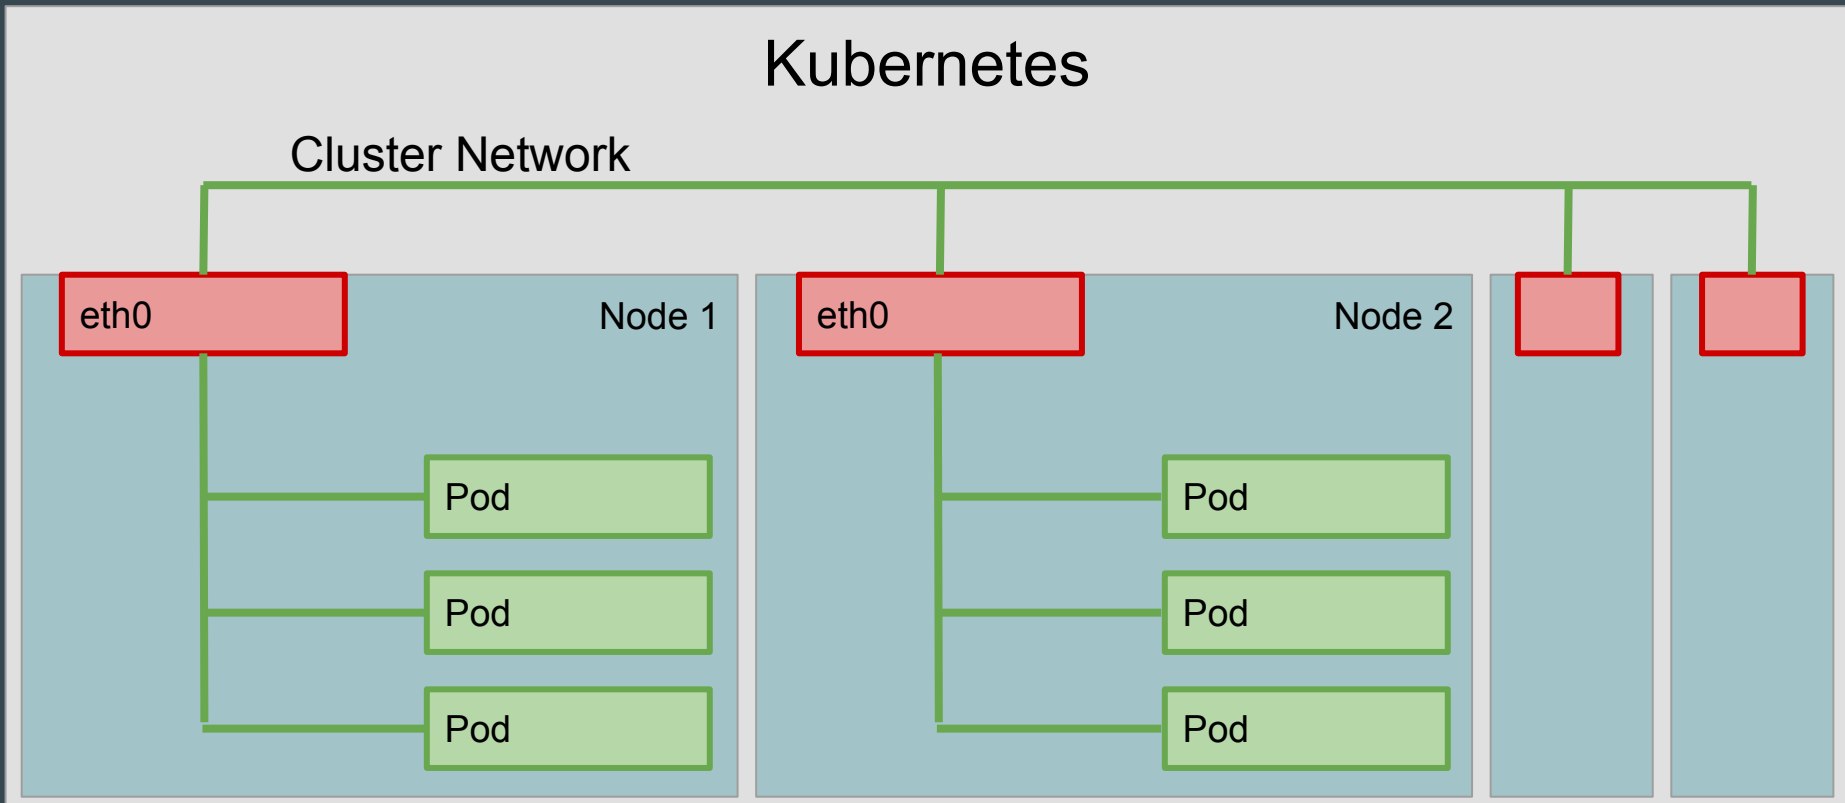 Kubernetes
Cluster Network
eth0
Node 1
eth0
Node 2
Pod
Pod
Pod
Pod
Pod
Pod